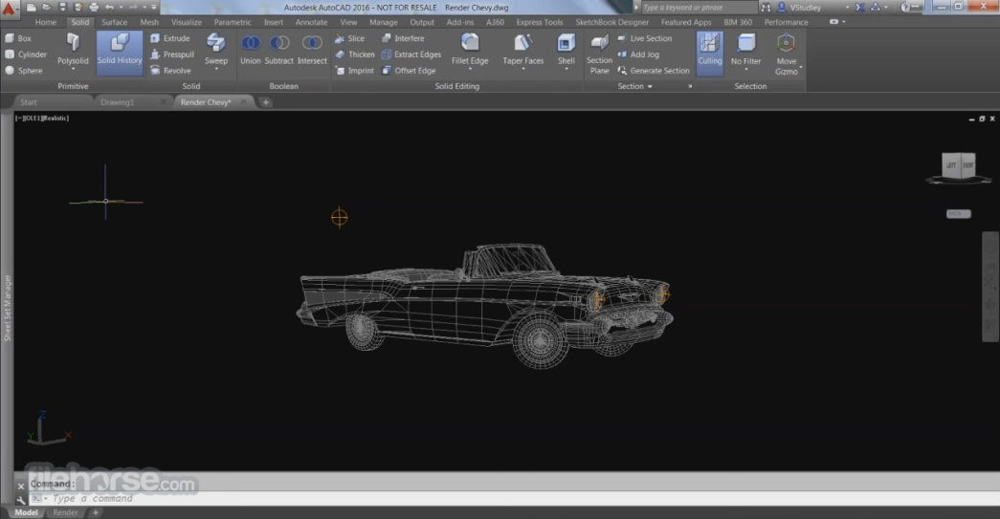 Autodesk AutoCAD 2016 - NOT FOR RESALE Render Chevy.dwg
Type a keyword or phrase
VStudley
Home Solid Surface Mesh Visualize Parametric Insert Annotate View Manage Output Add-ins A360 Express Tools SketchBook Designer Featured Apps BIM 360 Performance
Box
Cylinder
Sphere
Polysolid
Solid History
Extrude
Presspull
Revolve
Sweep
Union
Subtract
Intersect
Slice
Thicken
Imprint
Interfere
Extract Edges
Offset Edge
Fillet Edge
Taper Faces
Shell
Section Plane
Live Section
Add Jog
Generate Section
Culling
No Filter
Move Gizmo
Primitive Solid Boolean Solid Editing Section Selection
Start Drawing1 Render Chevy*
[−][OLE1][Realistic]
LEFT FRONT
Sheet Set Manager
Z
Y X
filehorse.com
Command:
Type a command
Model Render